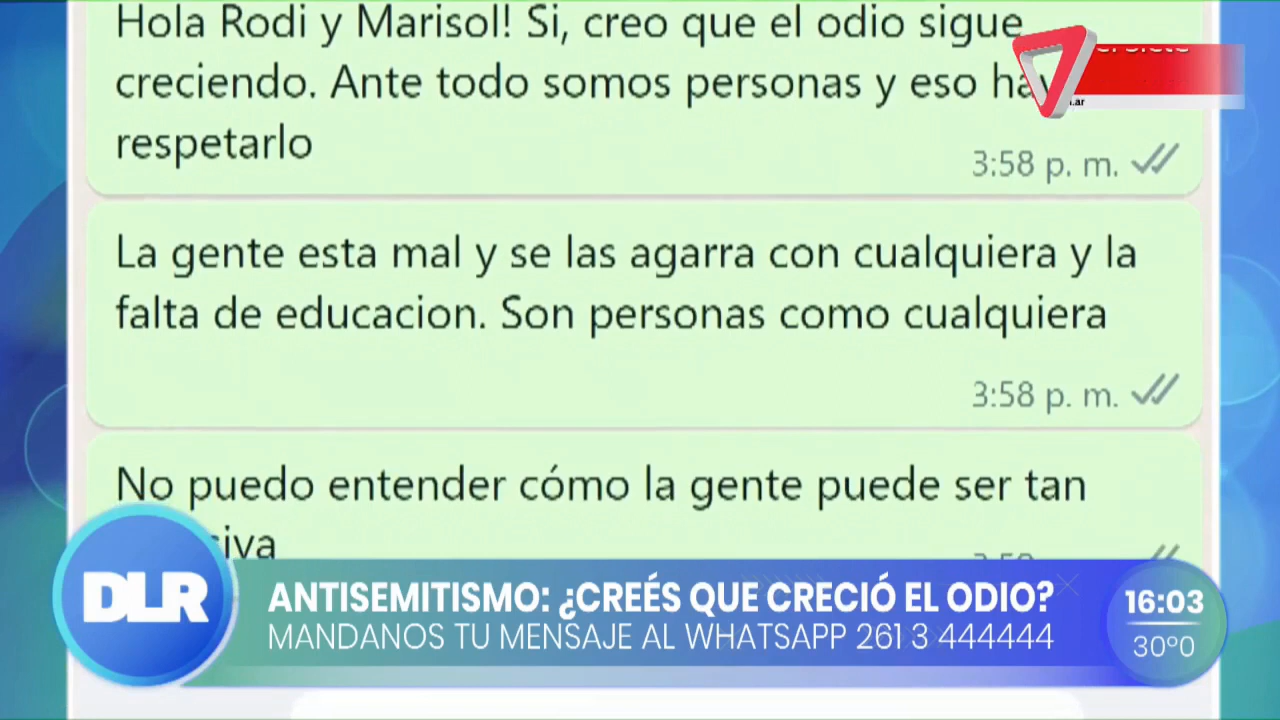 Hola Rodi y Marisol! Si, creo que el odio sigue
creciendo. Ante todo somos personas y eso
respetarlo
3:58 p. m.
La gente esta mal y se las agarra con cualquiera y la
falta de educacion. Son personas como cualquiera
3:58 p. m.
No puedo entender cómo la gente puede ser tan
DLR
ANTISEMITISMO: ¿CREÉS QUE CRECIÓ EL ODIO?
MANDANOS TU MENSAJE AL WHATSAPP 261 3 444444
16:03
30º0